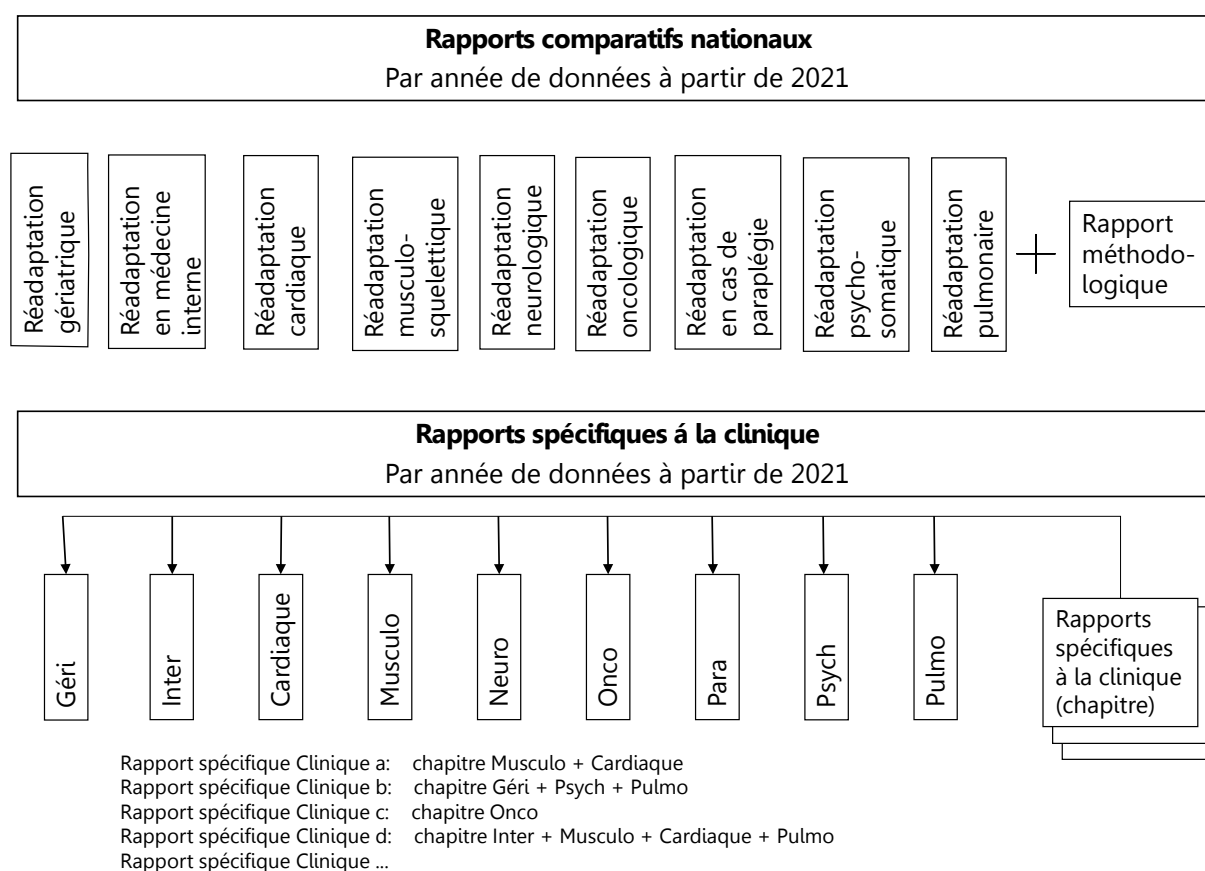 Rapports comparatifs nationaux
Par année de données à partir de 2021
Réadaptation
gériatrique
Réadaptation
en médecine
interne
Réadaptation
cardiaque
Réadaptation
musculo-
squelettique
Réadaptation
neurologique
Réadaptation
oncologique
Réadaptation
en cas de
paraplégie
Réadaptation
psycho-
somatique
Réadaptation
pulmonaire
+
Rapport
méthodo-
logique
Rapports spécifiques á la clinique
Par année de données à partir de 2021
Géri
Inter
Cardiaque
Musculo
Neuro
Onco
Para
Psych
Pulmo
Rapports
spécifiques
à la clinique
(chapitre)
Rapport spécifique Clinique a: chapitre Musculo + Cardiaque
Rapport spécifique Clinique b: chapitre Géri + Psych + Pulmo
Rapport spécifique Clinique c: chapitre Onco
Rapport spécifique Clinique d: chapitre Inter + Musculo + Cardiaque + Pulmo
Rapport spécifique Clinique ...